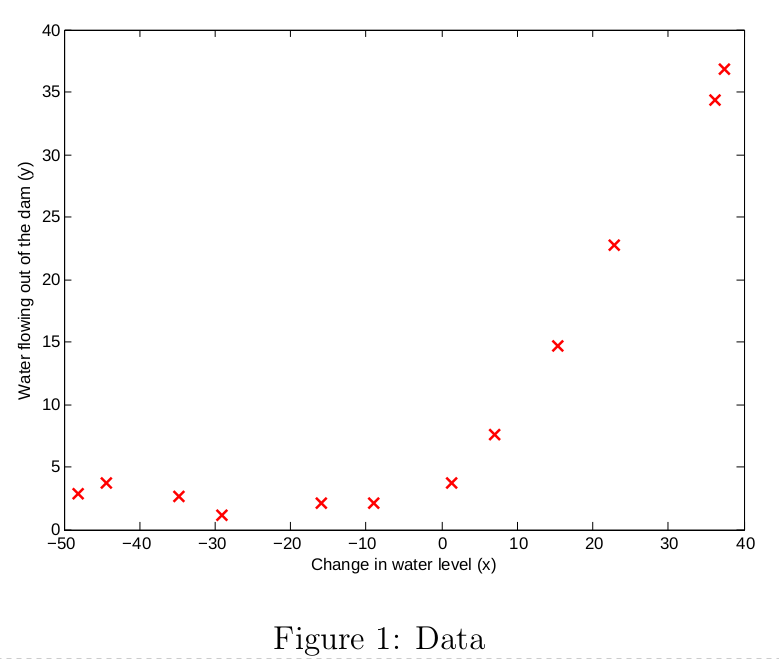 40
35
30
25
20
15
10
5
0
Water flowing out of the dam (y)
−50 −40 −30 −20 −10 0 10 20 30 40
Change in water level (x)
Figure 1: Data